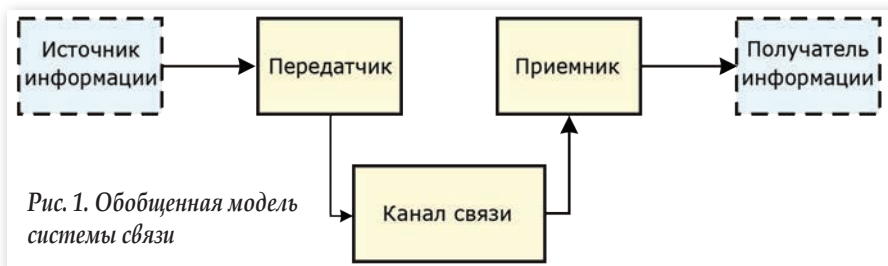 Источник
информации
Передатчик
Приемник
Получатель
информации
Канал связи
Рис. 1. Обобщенная модель
системы связи